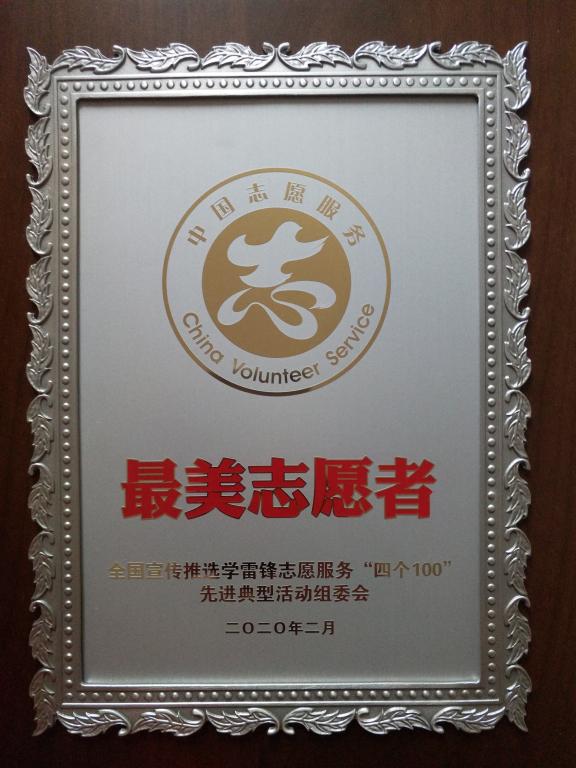 中国志愿服务
志
China Volunteer Service
最美志愿者
全国宣传推选学雷锋志愿服务“四个100”
先进典型活动组委会
二〇二〇年二月